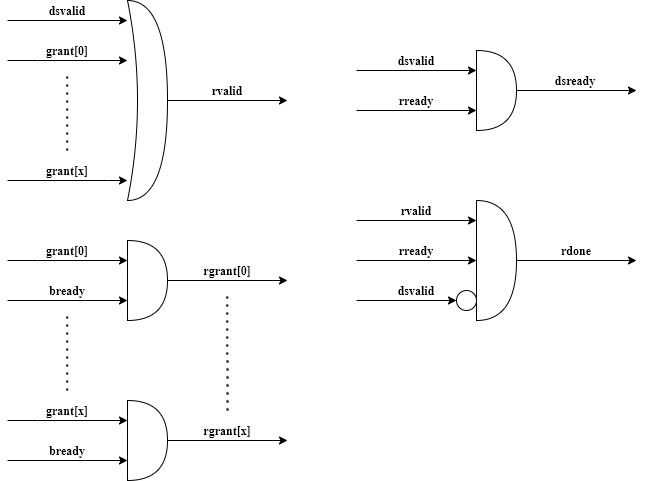 dsvalid
grant[0]
grant[x]
rvalid
grant[0]
bready
rgrant[0]
grant[x]
bready
rgrant[x]
dsvalid
rready
dsready
rvalid
rready
dsvalid
rdone